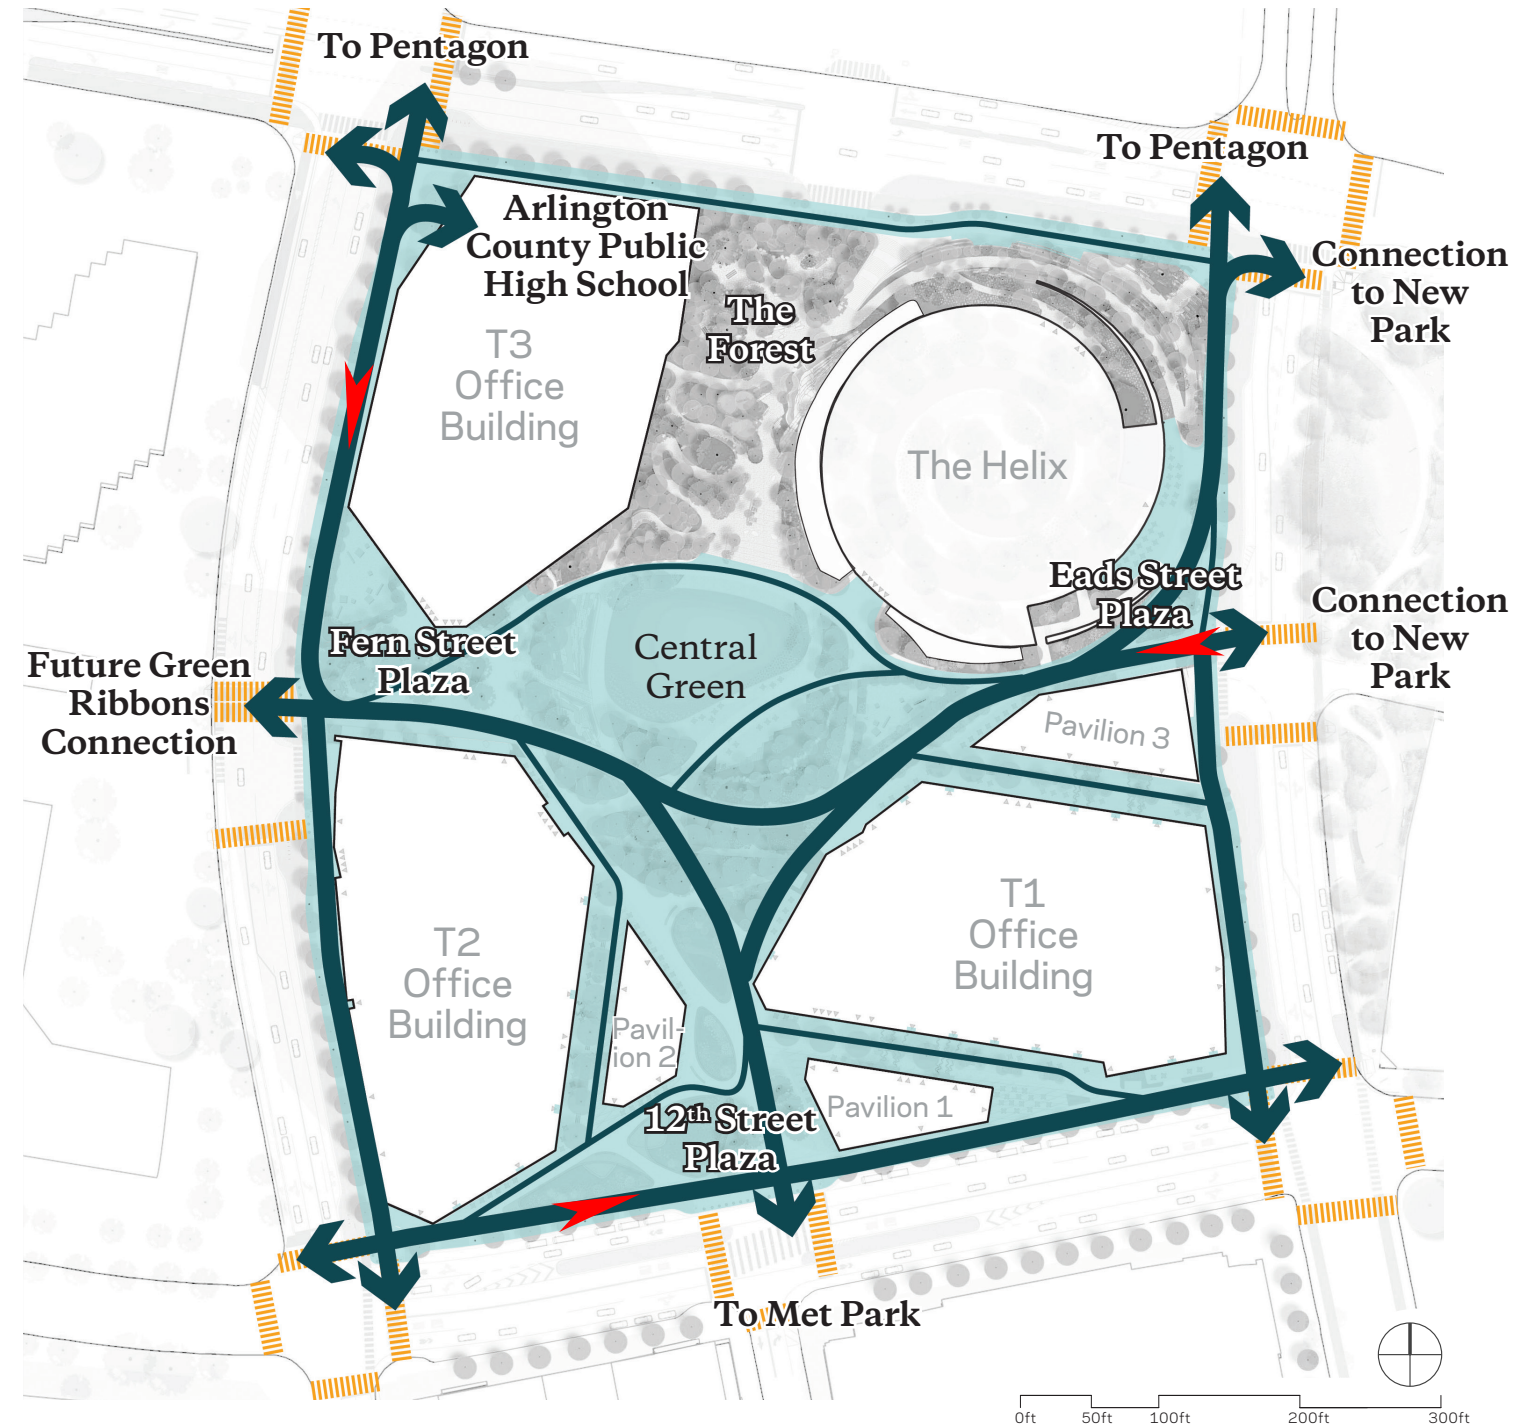 To Pentagon
To Pentagon
Arlington
County Public
High School
Connection
to New
Park
The
Forest
T3
Office
Building
The Helix
Eads Street
Plaza
Connection
to New
Park
Fern Street
Plaza
Central
Green
Future Green
Ribbons
Connection
Pavilion 3
T1
Office
Building
T2
Office
Building
Pavil-
ion 2
Pavilion 1
12th Street
Plaza
To Met Park
0ft 50ft 100ft 200ft 300ft